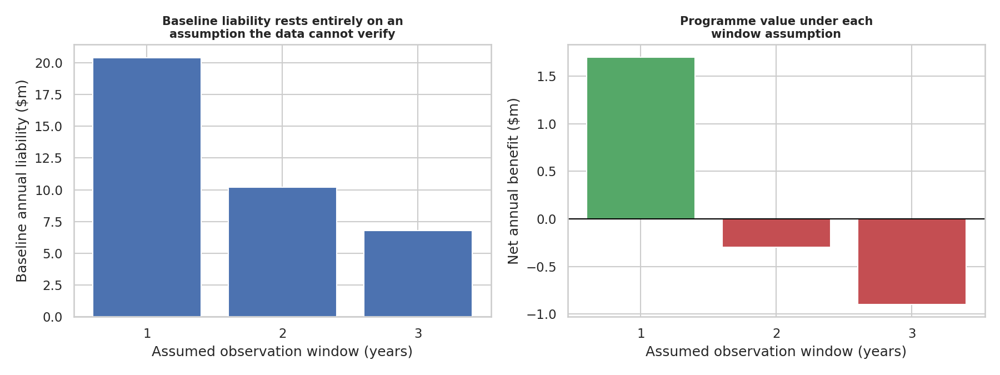 Baseline liability rests entirely on an
assumption the data cannot verify
Baseline annual liability ($m)
20.0
17.5
15.0
12.5
10.0
7.5
5.0
2.5
0.0
1
2
3
Assumed observation window (years)
Programme value under each
window assumption
Net annual benefit ($m)
1.5
1.0
0.5
0.0
−0.5
−1.0
1
2
3
Assumed observation window (years)